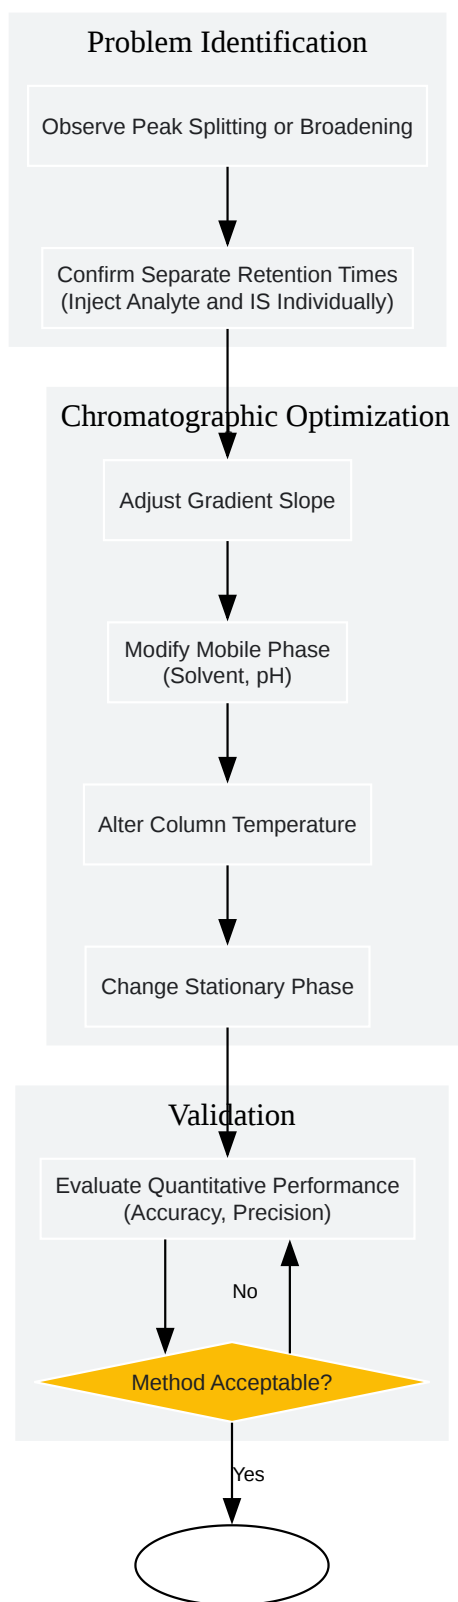 Problem Identification
Observe Peak Splitting or Broadening
Confirm Separate Retention Times
(Inject Analyte and IS Individually)
Chromatographic Optimization
Adjust Gradient Slope
Modify Mobile Phase
(Solvent, pH)
Alter Column Temperature
Change Stationary Phase
Validation
Evaluate Quantitative Performance
(Accuracy, Precision)
No
Method Acceptable?
Yes